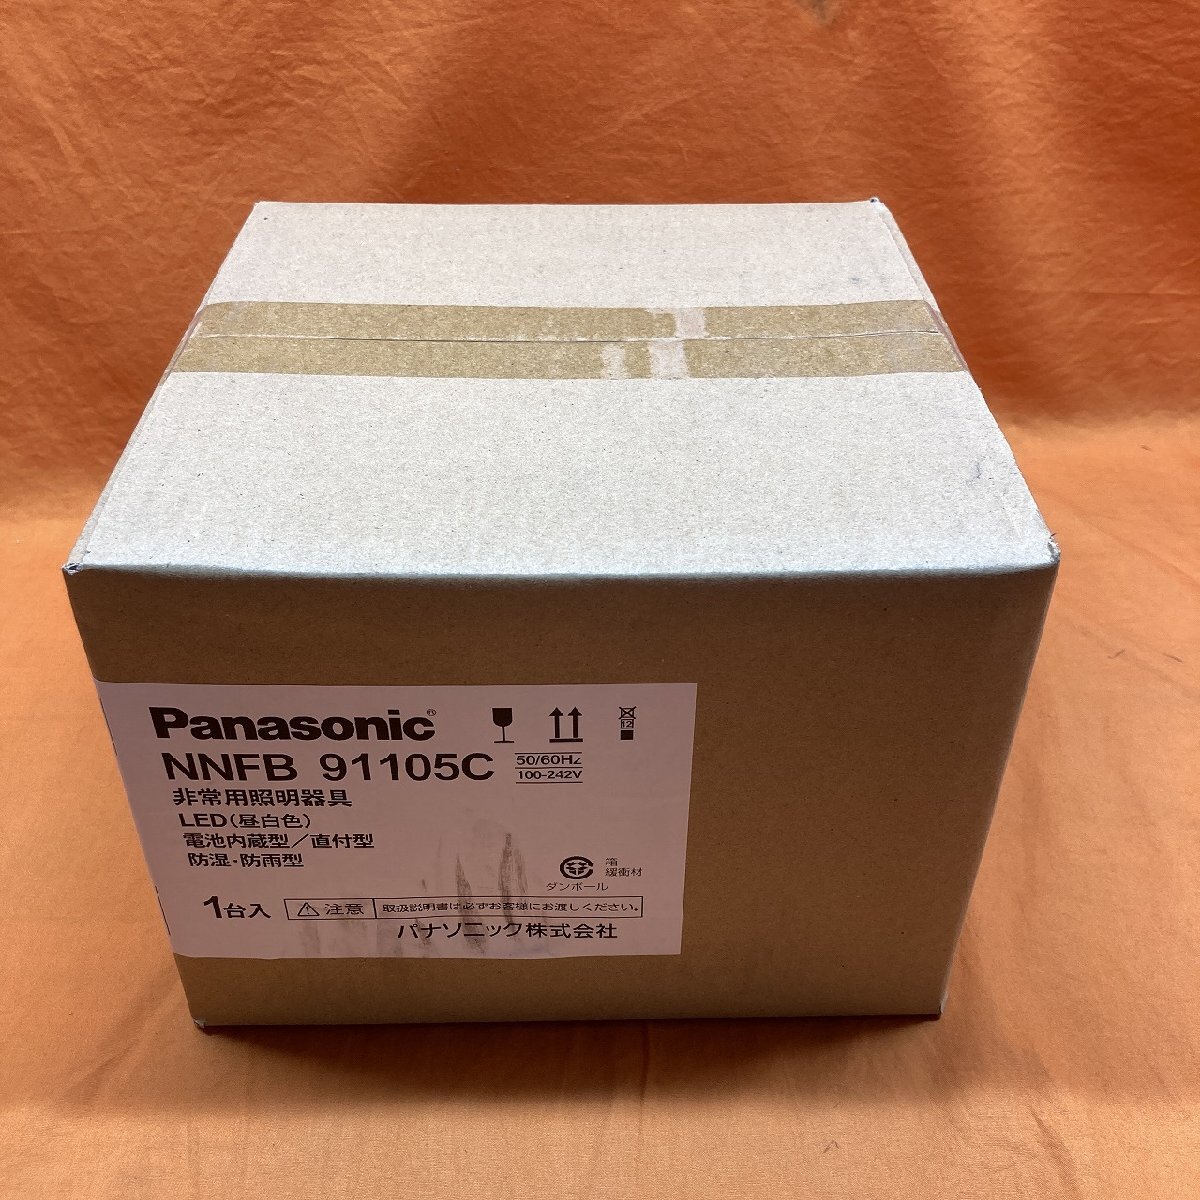 Panasonic®
12
NNFB 91105C
50/60Hz
100-242V
非常用照明器具
LED(昼白色)
電池内蔵型/直付型
防湿・防雨型
箱
緩衝材
ダンボール
1台入
注意 取扱説明書は必ずお客様にお渡しください。
パナソニック株式会社